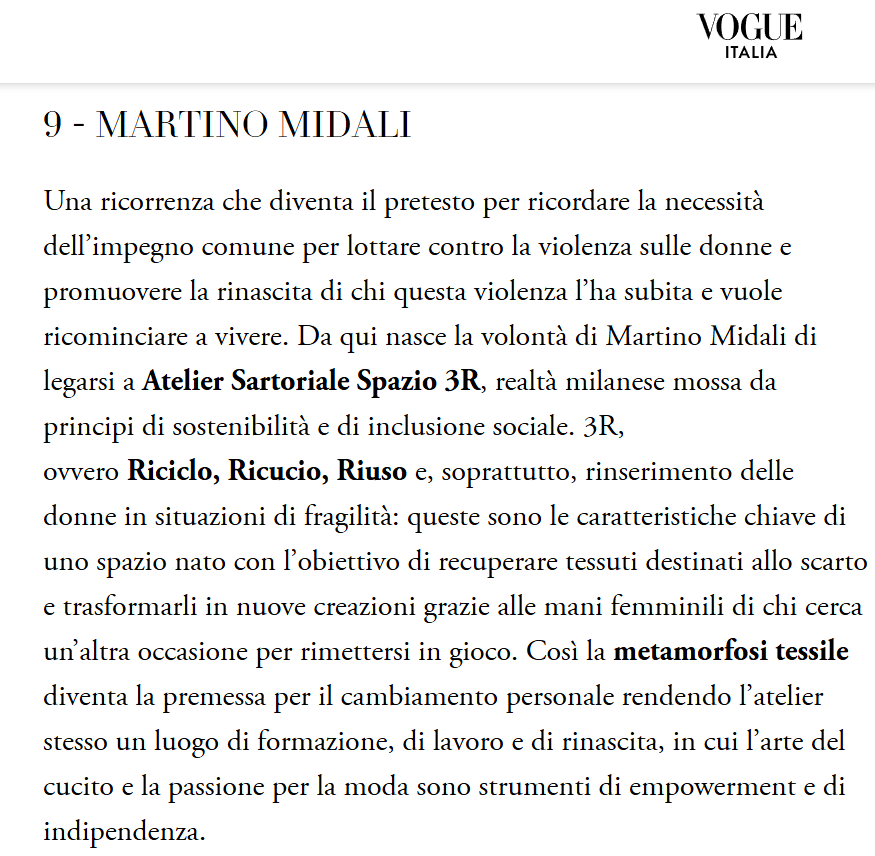 VOGUE
ITALIA
9 - MARTINO MIDALI
Una ricorrenza che diventa il pretesto per ricordare la necessità
dell’impegno comune per lottare contro la violenza sulle donne e
promuovere la rinascita di chi questa violenza l’ha subita e vuole
ricominciare a vivere. Da qui nasce la volontà di Martino Midali di
legarsi a Atelier Sartoriale Spazio 3R, realtà milanese mossa da
principi di sostenibilità e di inclusione sociale. 3R,
ovvero Riciclo, Ricucio, Riuso e, soprattutto, rinserimento delle
donne in situazioni di fragilità: queste sono le caratteristiche chiave di
uno spazio nato con l’obiettivo di recuperare tessuti destinati allo scarto
e trasformarli in nuove creazioni grazie alle mani femminili di chi cerca
un’altra occasione per rimettersi in gioco. Così la metamorfosi tessile
diventa la premessa per il cambiamento personale rendendo l’atelier
stesso un luogo di formazione, di lavoro e di rinascita, in cui l’arte del
cucito e la passione per la moda sono strumenti di empowerment e di
indipendenza.